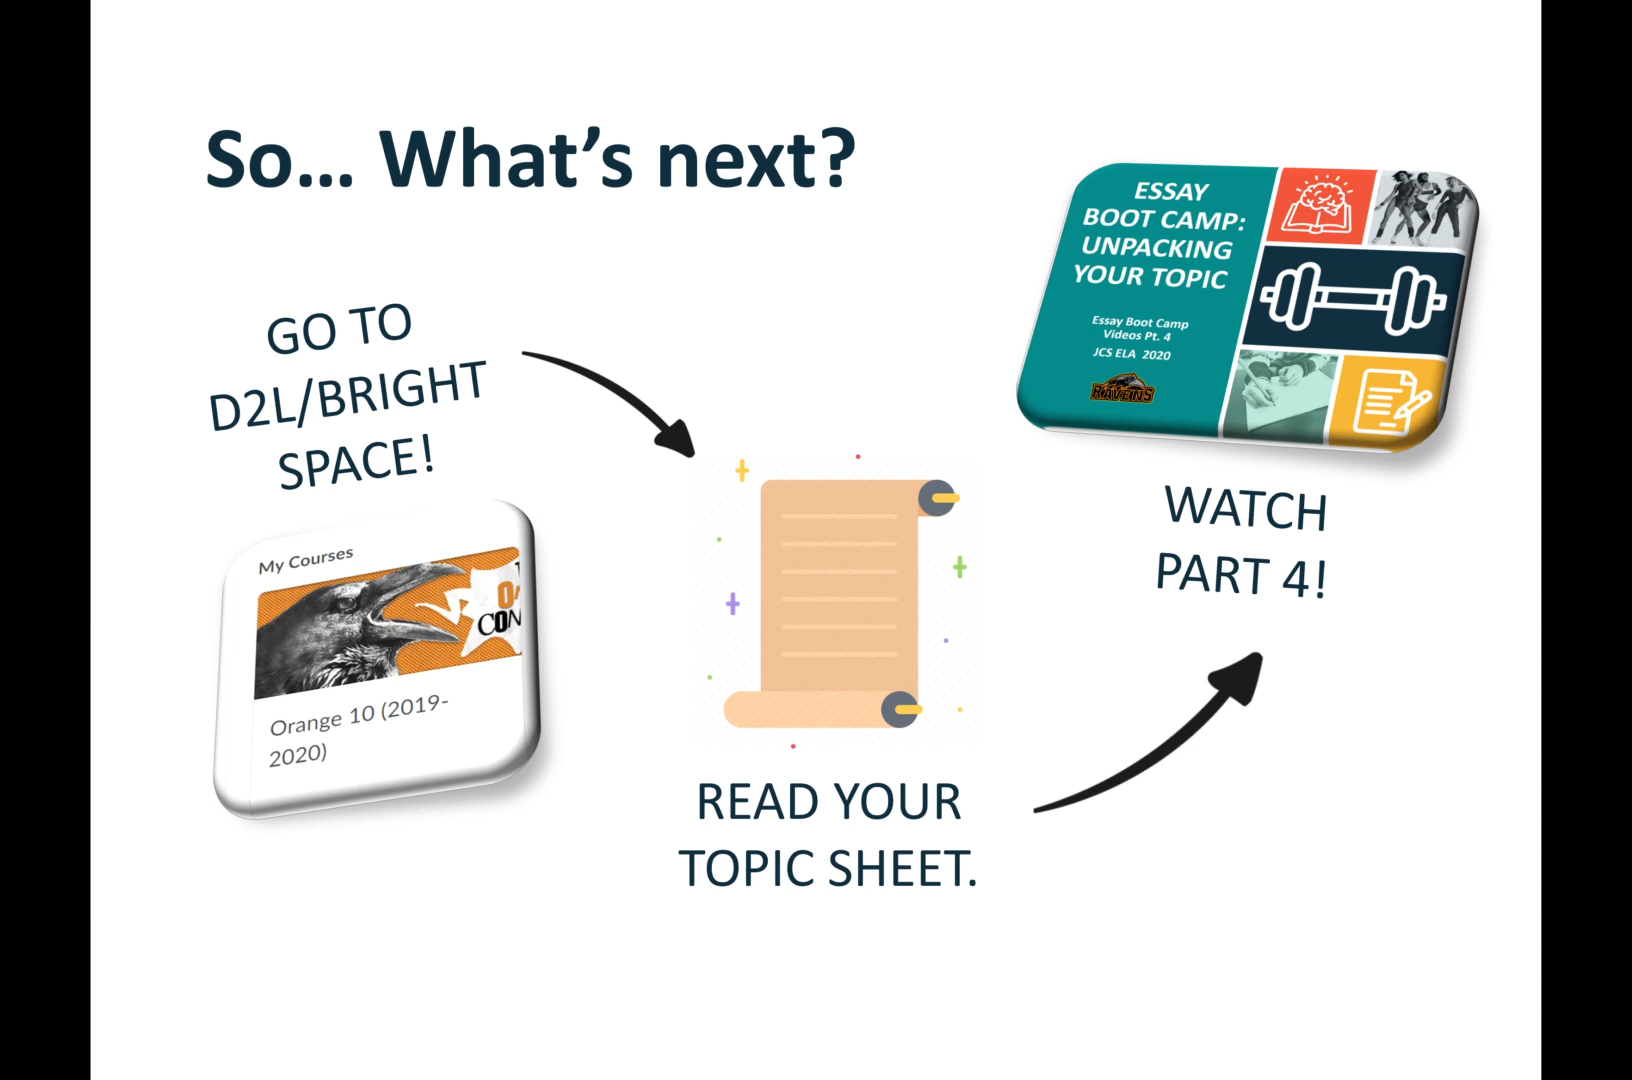 So... What’s next?
GO TO
D2L/BRIGHT
SPACE!
My Courses
CON
Orange 10 (2019-
2020)
READ YOUR
TOPIC SHEET.
ESSAY
BOOT CAMP:
UNPACKING
YOUR TOPIC
Essay Boot Camp
Videos Pt. 4
JCS ELA 2020
RAVENS
WATCH
PART 4!